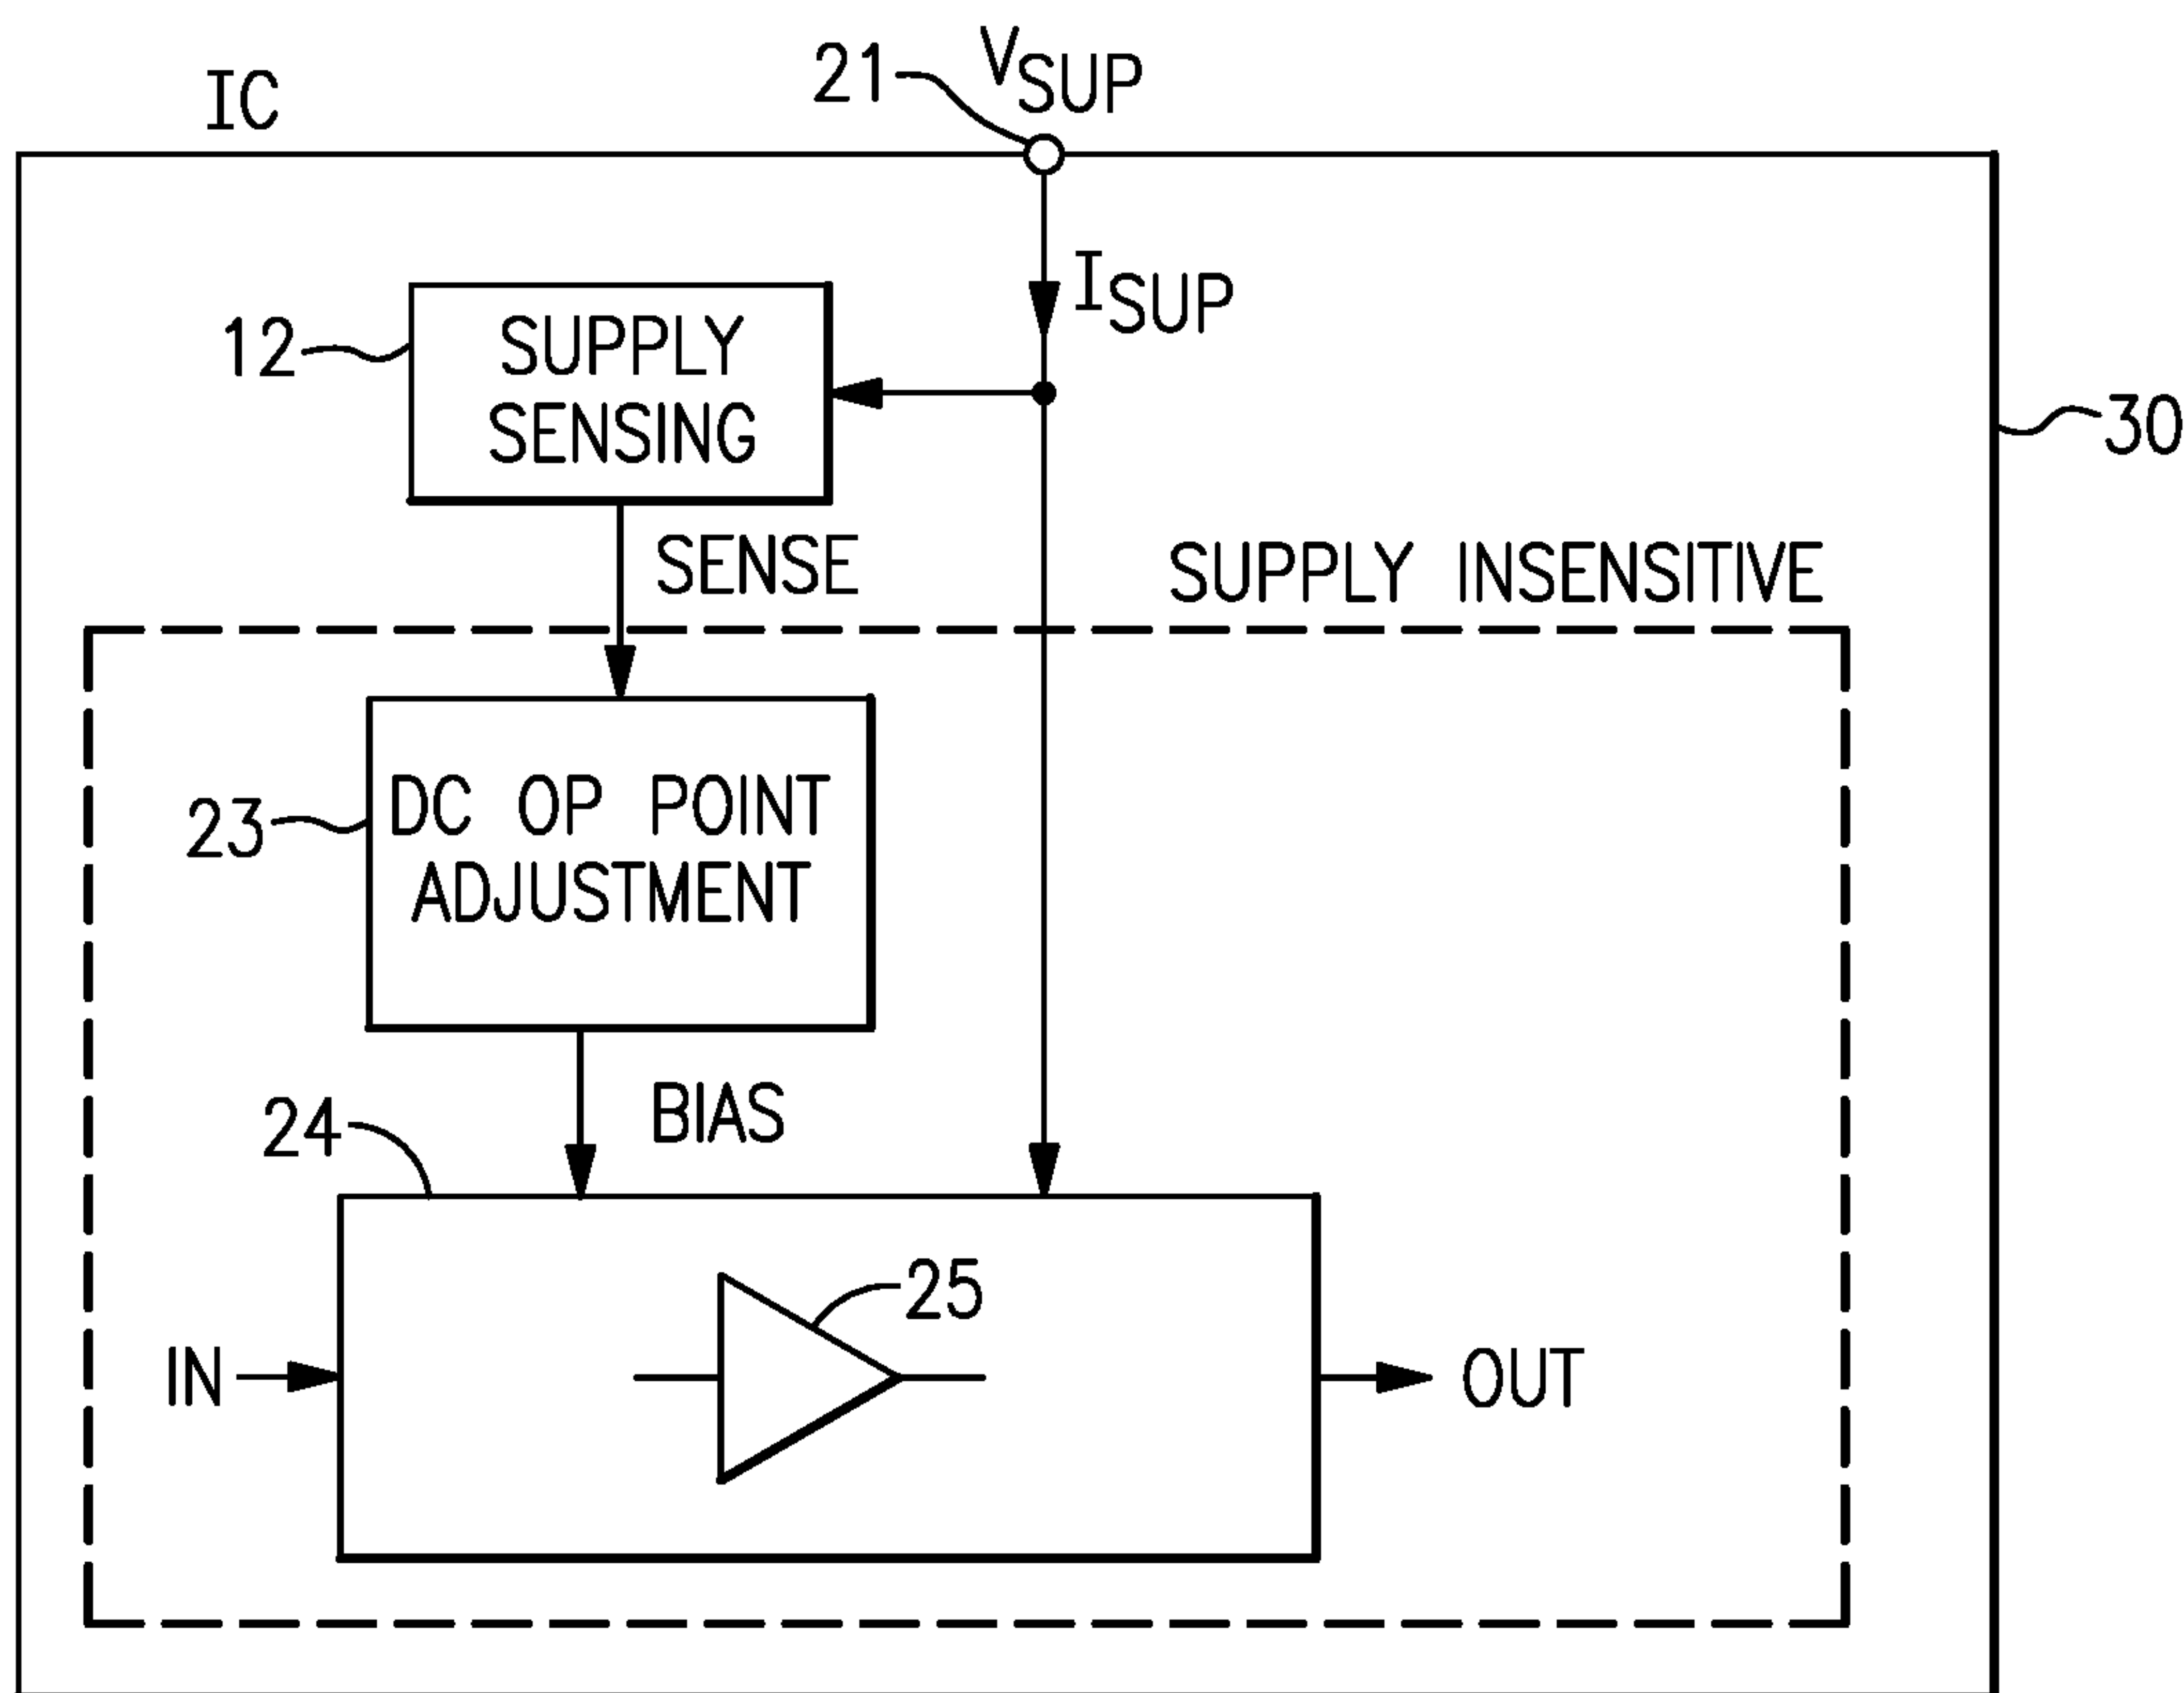 IC
21
VSUP
ISUP
12
SUPPLY
SENSING
30
SENSE
SUPPLY INSENSITIVE
23
DC OP POINT
ADJUSTMENT
24
BIAS
25
IN
OUT